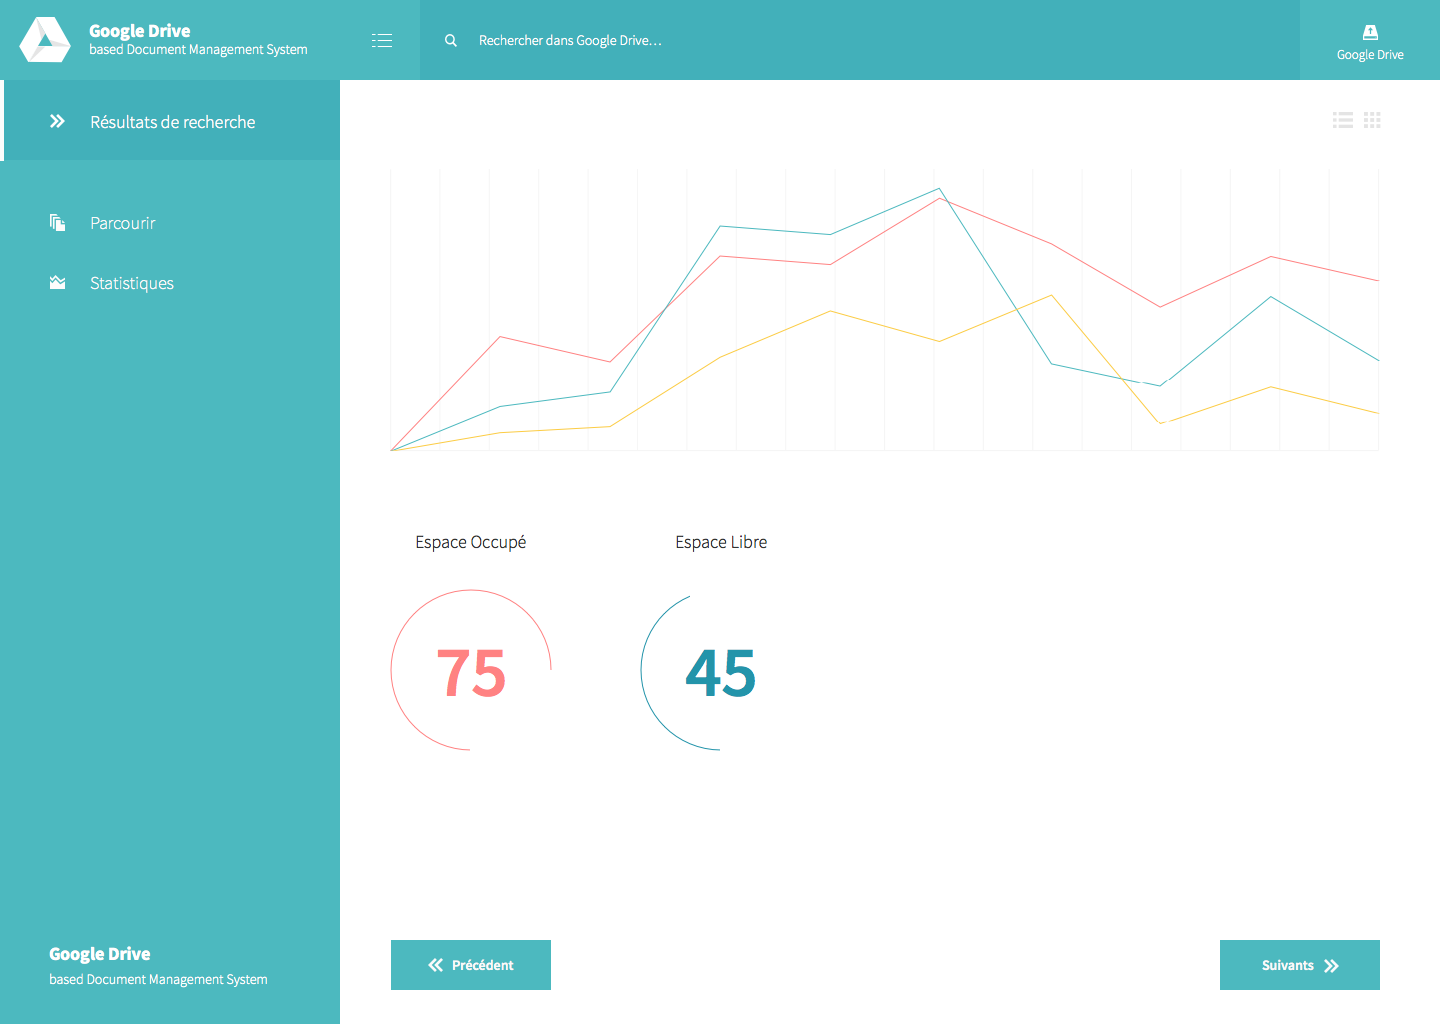 Google Drive
based Document Management System
Rechercher dans Google Drive...
Google Drive
Résultats de recherche
Parcourir
Statistiques
Espace Occupé
Espace Libre
75
45
Google Drive
based Document Management System
Précédent
Suivants